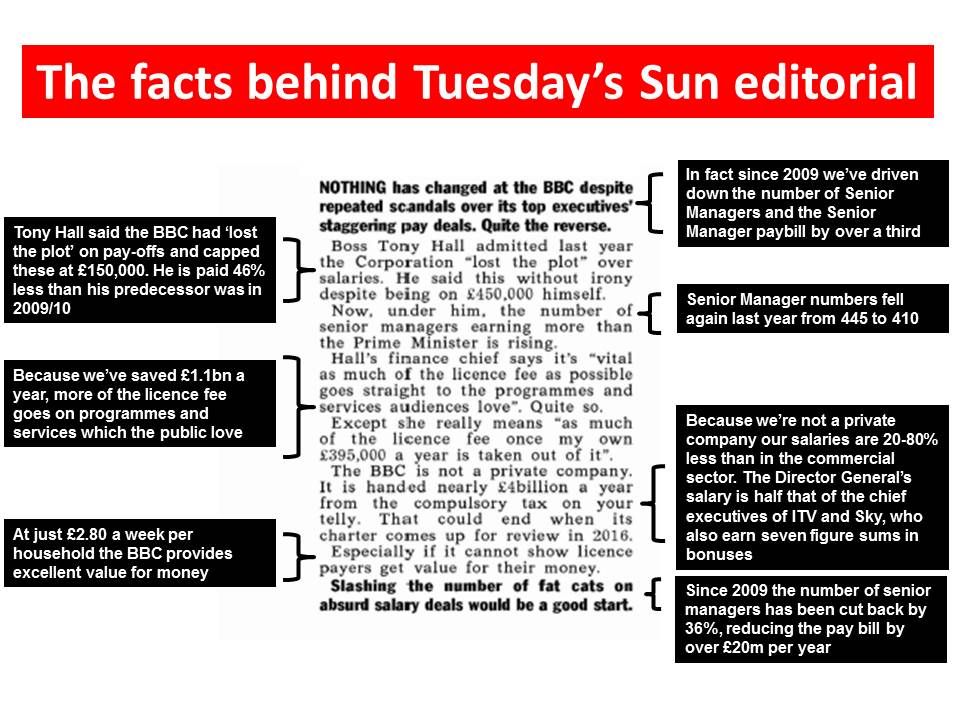 The facts behind Tuesday's Sun editorial
Tony Hall said the BBC had 'lost
the plot' on pay-offs and capped
these at £150,000. He is paid 46%
less than his predecessor was in
2009/10
Because we've saved £1.1bn a
year, more of the licence fee
goes on programmes and
services which the public love
At just £2.80 a week per
household the BBC provides
excellent value for money
NOTHING has changed at the BBC despite
repeated scandals over its top executives'
staggering pay deals. Quite the reverse.
Boss Tony Hall admitted last year
the Corporation "lost the plot" over
salaries. He said this without irony
despite being on £450,000 himself.
Now, under him, the number of
senior managers earning more than
the Prime Minister is rising.
Hall's finance chief says it's "vital
as much of the licence fee as possible
goes straight to the programmes and
services audiences love". Quite so.
Except she really means "as much
of the licence fee once my own
£395,000 a year is taken out of it".
The BBC is not a private company.
It is handed nearly £4billion a year
from the compulsory tax on your
telly. That could end when its
charter comes up for review in 2016.
Especially if it cannot show licence
payers get value for their money.
Slashing the number of fat cats on
absurd salary deals would be a good start.
In fact since 2009 we've driven
down the number of Senior
Managers and the Senior
Manager paybill by over a third
Senior Manager numbers fell
again last year from 445 to 410
Because we're not a private
company our salaries are 20-80%
less than in the commercial
sector. The Director General's
salary is half that of the chief
executives of ITV and Sky, who
also earn seven figure sums in
bonuses
Since 2009 the number of senior
managers has been cut back by
36%, reducing the pay bill by
over £20m per year